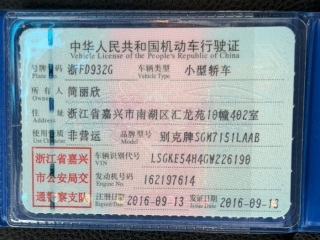 中华人民共和国机动车行驶证
Vehicle License of the People's Republic of China
号牌号码 浙FD932G 车辆类型 小型轿车
Plate No. Vehicle Type
所有人 简丽欣
Owner
住址 浙江省嘉兴市南湖区汇龙苑10幢402室
Address
使用性质 非营运 品牌型号 别克牌SGM7151LAAB
Use Character Model
浙江省嘉兴
市公安局交
通警察支队
车辆识别代号 LSGKE54H4GW226190
VIN
发动机号码 162197614
Engine No.
注册日期 2016-09-13 发证日期 2016-09-13
Register Date Issue Date